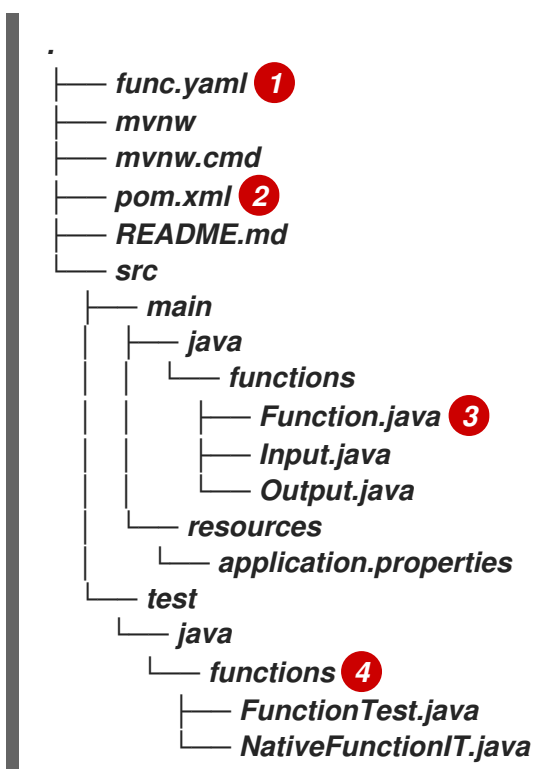 .
├── func.yaml 1
├── mvnw
├── mvnw.cmd
├── pom.xml 2
├── README.md
└── src
    ├── main
    │   ├── java
    │   │   └── functions
    │   │       ├── Function.java 3
    │   │       ├── Input.java
    │   │       └── Output.java
    │   └── resources
    │       └── application.properties
    └── test
        └── java
            └── functions 4
                ├── FunctionTest.java
                └── NativeFunctionIT.java